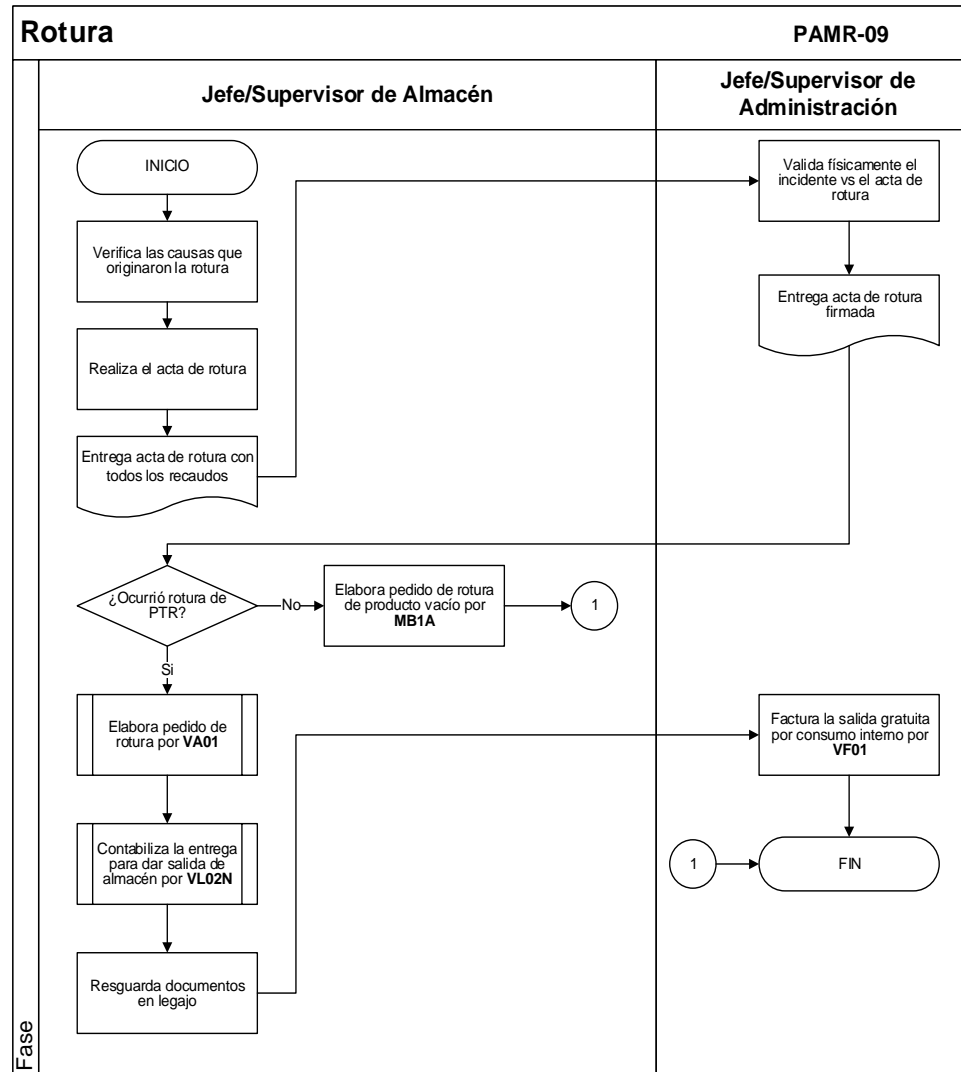 Rotura
PAMR-09
Jefe/Supervisor de Almacén
Jefe/Supervisor de
Administración
INICIO
Verifica las causas que
originaron la rotura
Realiza el acta de rotura
Entrega acta de rotura con
todos los recaudos
Valida físicamente el
incidente vs el acta de
rotura
Entrega acta de rotura
firmada
¿Ocurrió rotura de
PTR?
No
Elabora pedido de rotura
de producto vacío por
MB1A
1
Si
Elabora pedido de
rotura por VA01
Contabiliza la entrega
para dar salida de
almacén por VL02N
Resguarda documentos
en legajo
Factura la salida gratuita
por consumo interno por
VF01
1
FIN
Fase